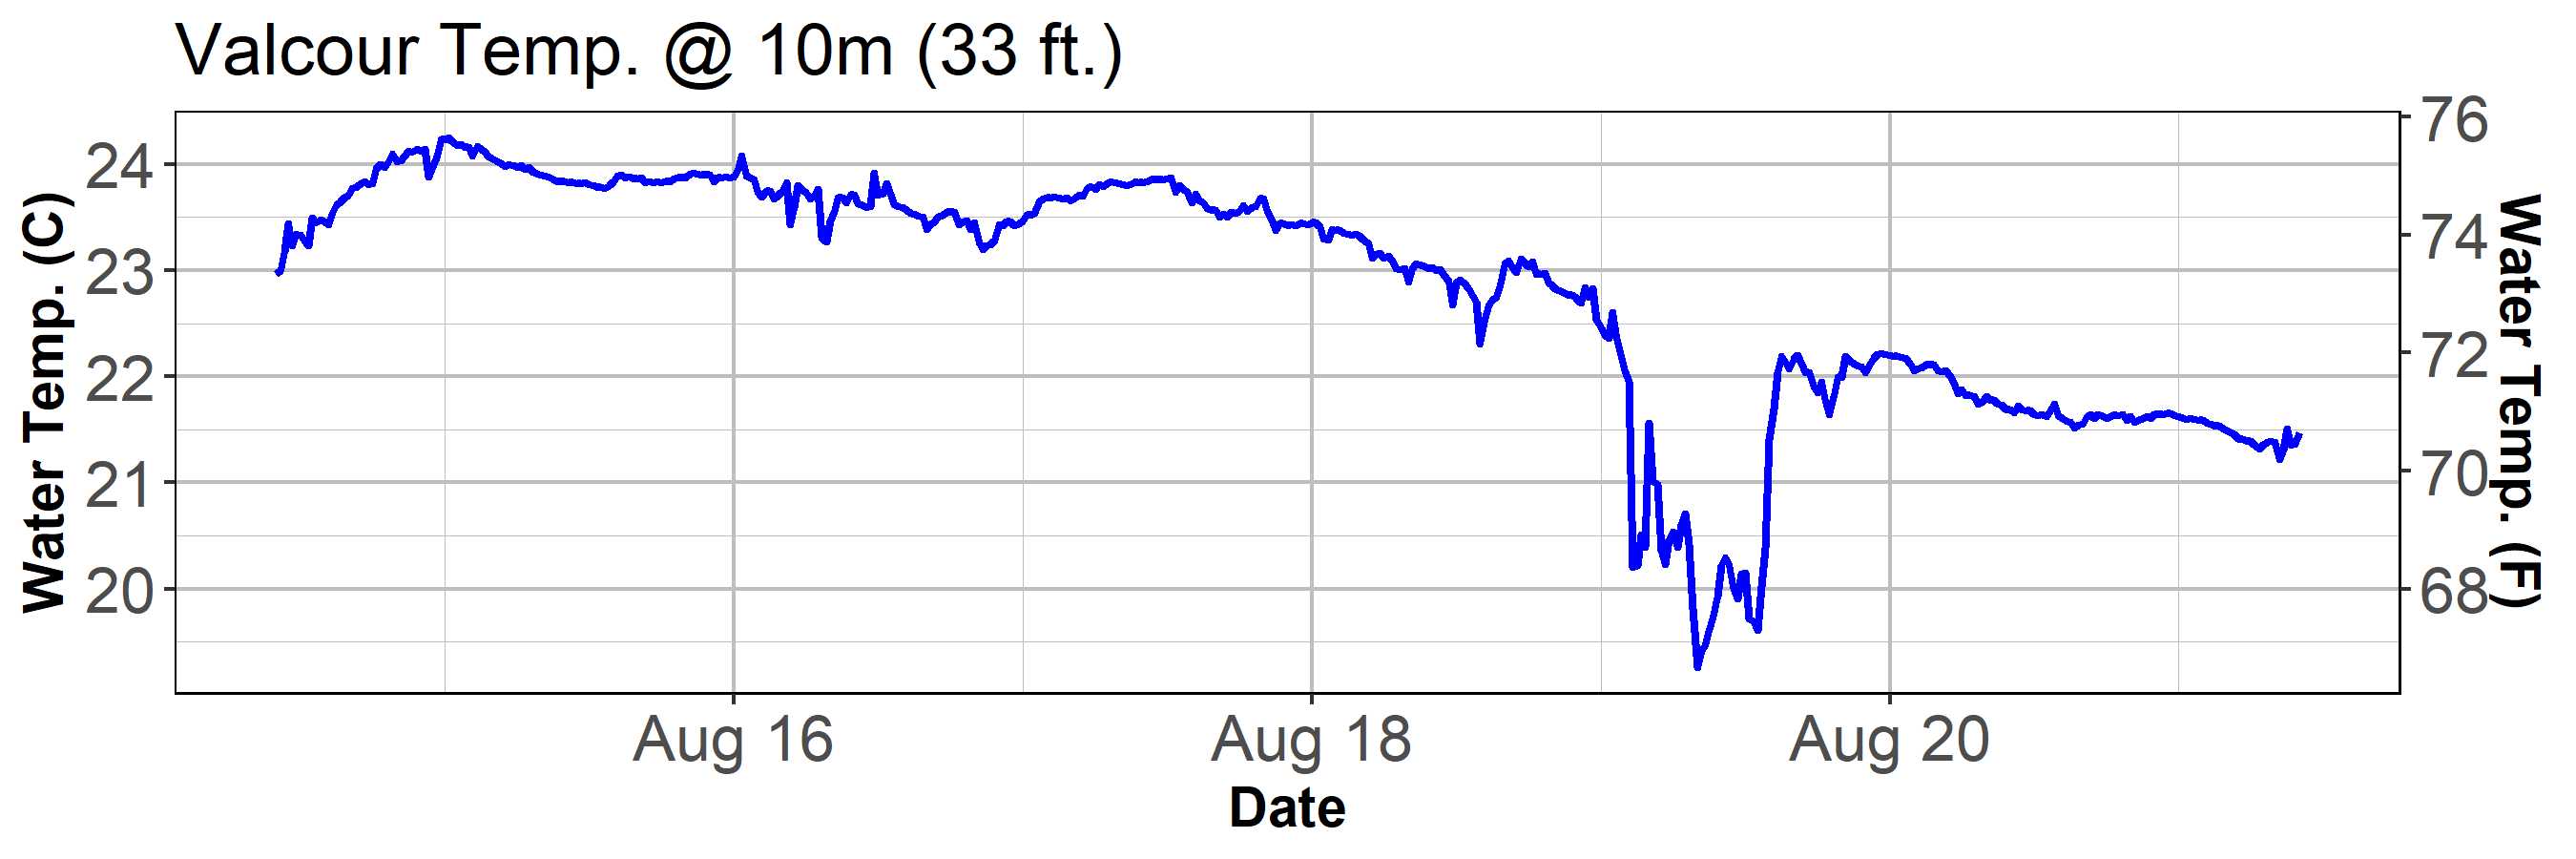 Valcour Temp. @ 10m (33 ft.)
Water Temp. (C)
24
23
22
21
20
76
74
72
70
68
Water Temp. (F)
Aug 16 Aug 18 Aug 20
Date